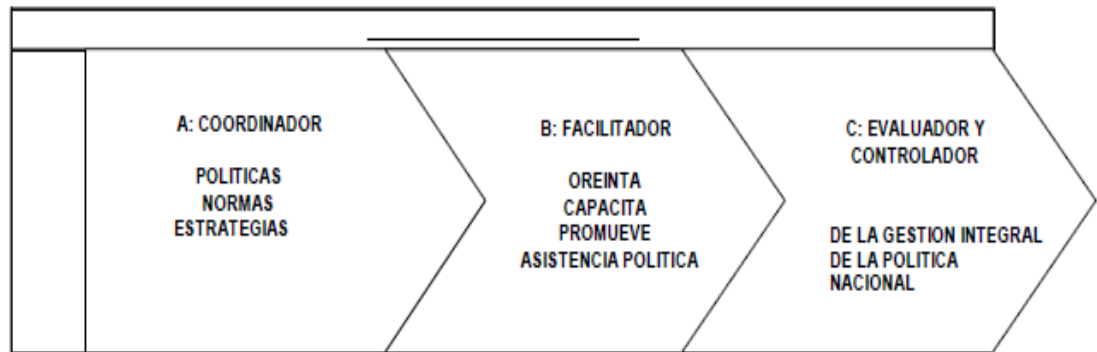 A: COORDINADOR
POLITICAS
NORMAS
ESTRATEGIAS
B: FACILITADOR
OREINTA
CAPACITA
PROMUEVE
ASISTENCIA POLITICA
C: EVALUADOR Y
CONTROLADOR
DE LA GESTION INTEGRAL
DE LA POLITICA
NACIONAL